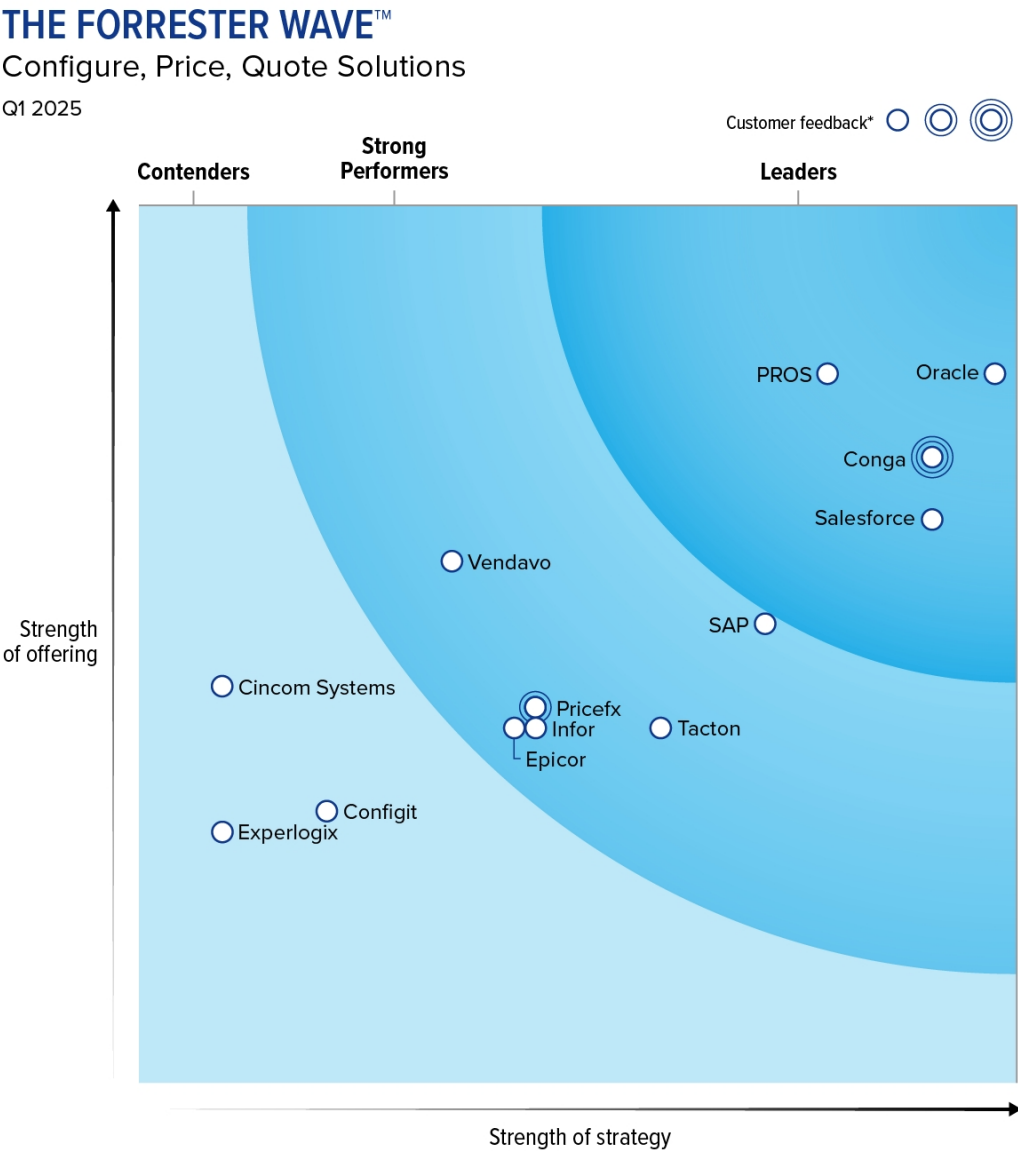 THE FORRESTER WAVE™
Configure, Price, Quote Solutions
Q1 2025
Customer feedback*
Contenders
Strong
Performers
Leaders
PROS
Oracle
Conga
Salesforce
Vendavo
SAP
Strength
of offering
Cincom Systems
Pricefx
Infor
Tacton
Epicor
Configit
Experlogix
Strength of strategy